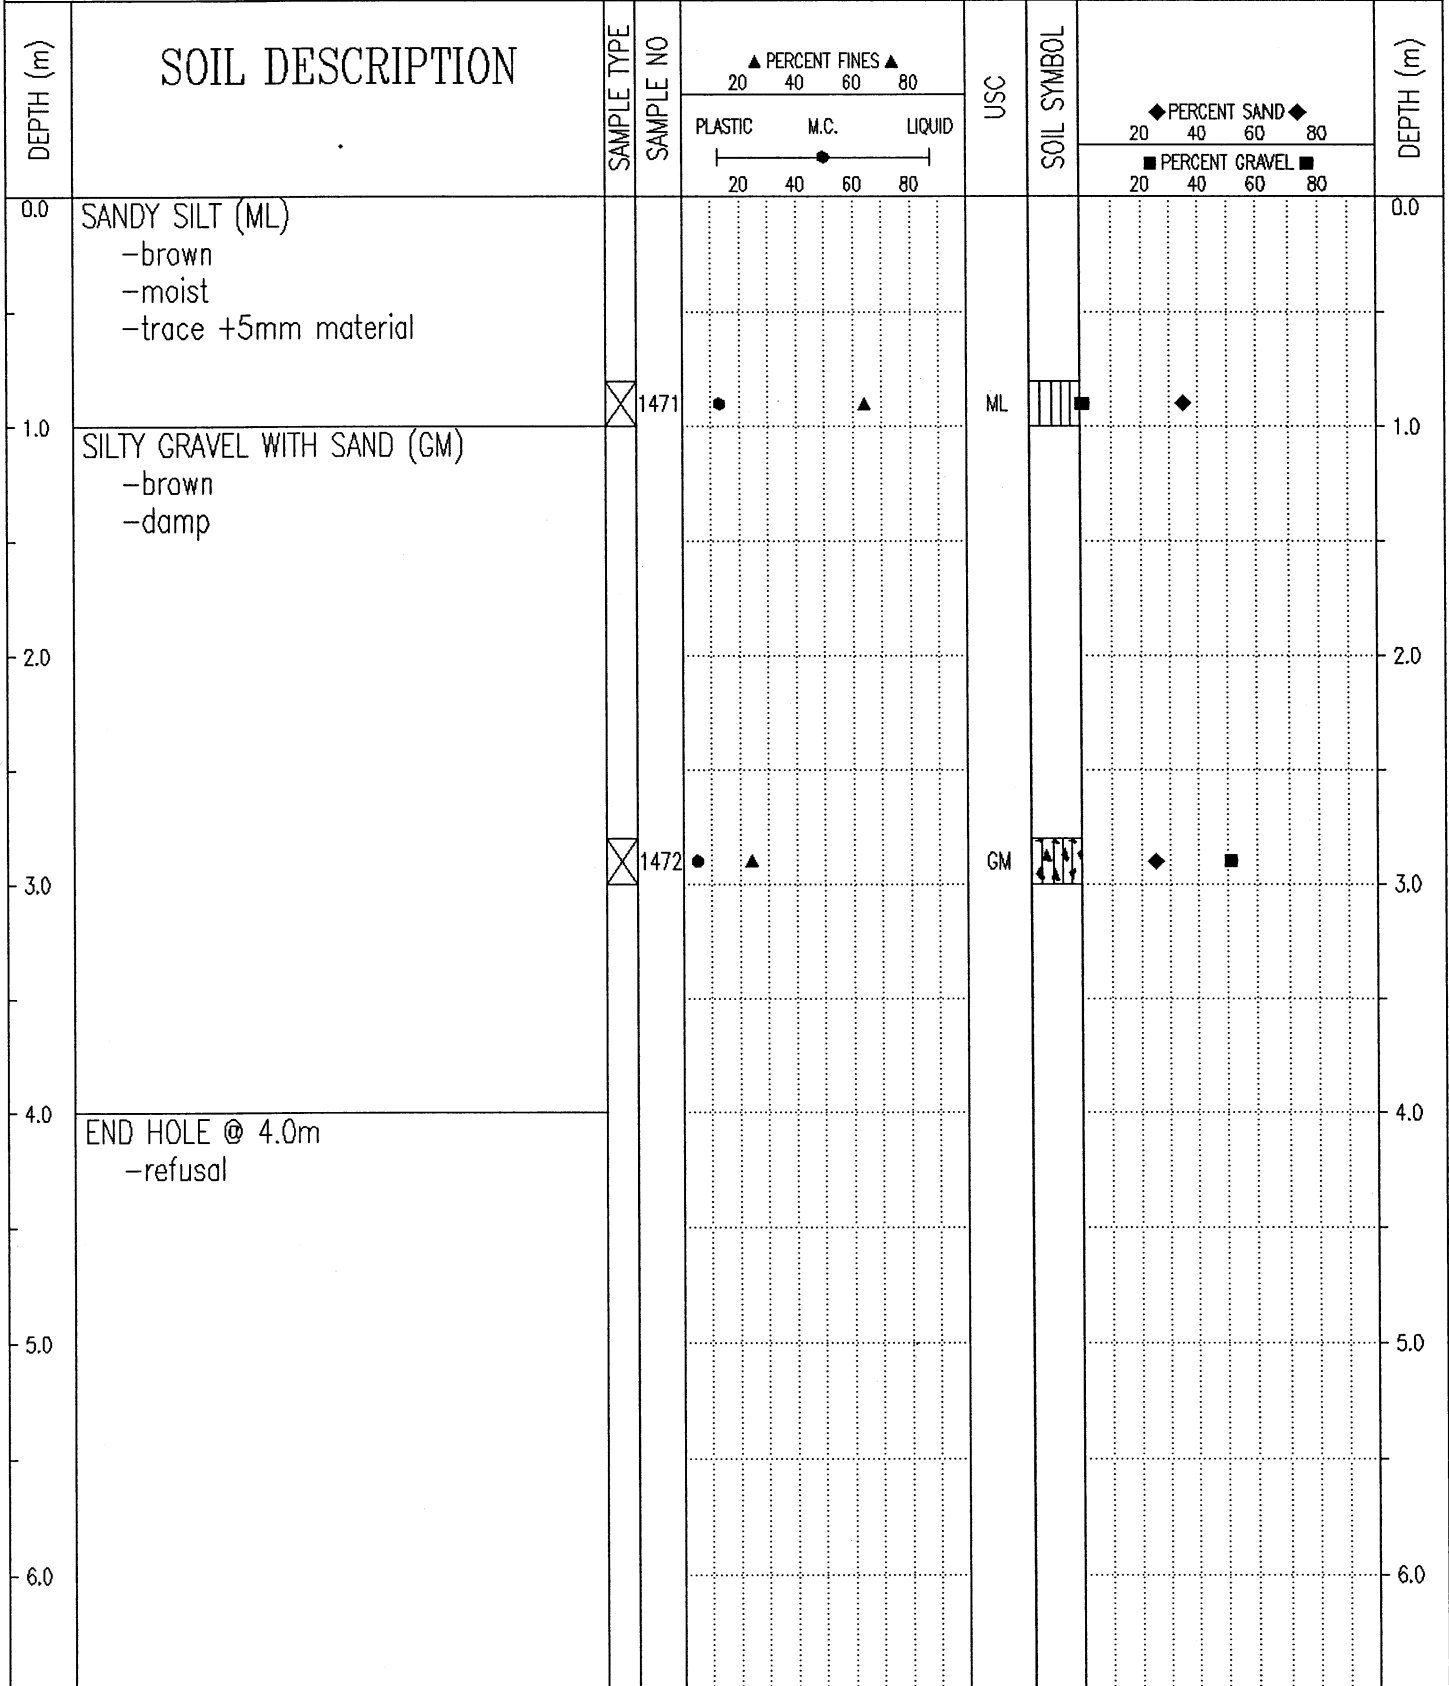 DEPTH (m)
SOIL DESCRIPTION
SAMPLE TYPE
SAMPLE NO
▲ PERCENT FINES ▲
20 40 60 80
PLASTIC M.C. LIQUID
20 40 60 80
USC
SOIL SYMBOL
◆ PERCENT SAND ◆
20 40 60 80
■ PERCENT GRAVEL ■
20 40 60 80
DEPTH (m)
0.0 SANDY SILT (ML) 0.0
-brown
-moist
-trace +5mm material
1471 ML
1.0 1.0
SILTY GRAVEL WITH SAND (GM)
-brown
-damp
2.0 2.0
1472 GM
3.0 3.0
4.0 4.0
END HOLE @ 4.0m
-refusal
5.0 5.0
6.0 6.0